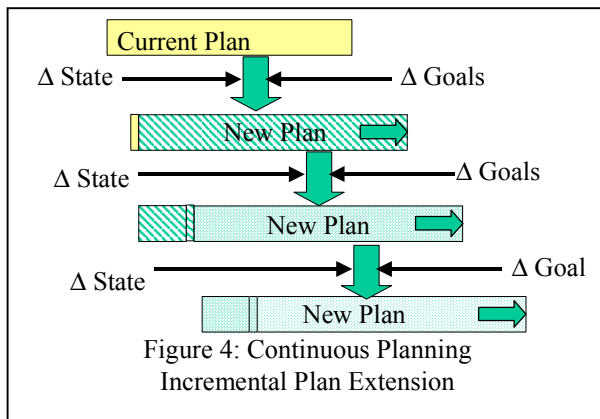 Current Plan
Δ State
Δ Goals
New Plan
Δ State
Δ Goals
New Plan
Δ State
Δ Goal
New Plan
Figure 4: Continuous Planning
Incremental Plan Extension